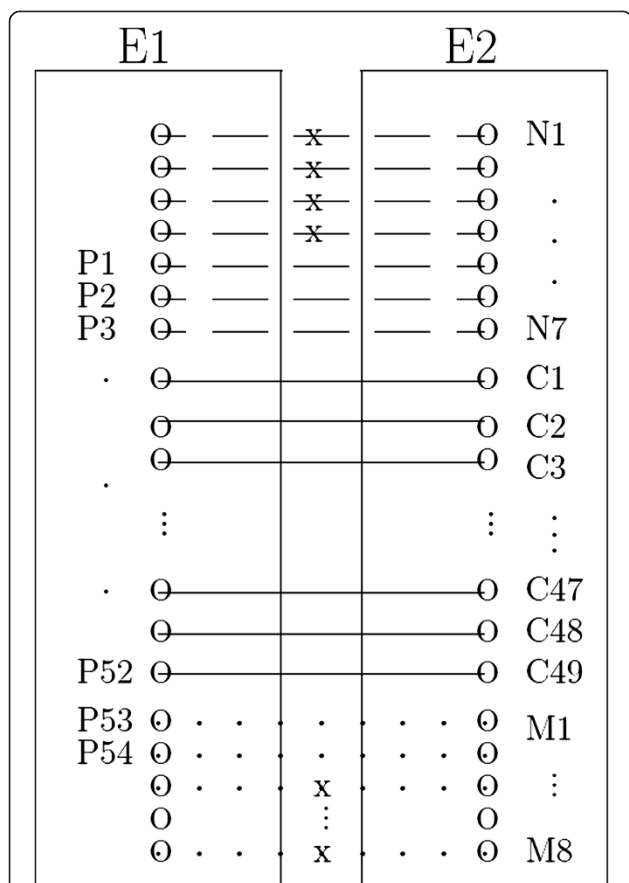 E1 E2
x N1
x
x
x
P1
P2
P3 N7
C1
C2
C3
C47
C48
P52 C49
P53 M1
P54
x
x M8